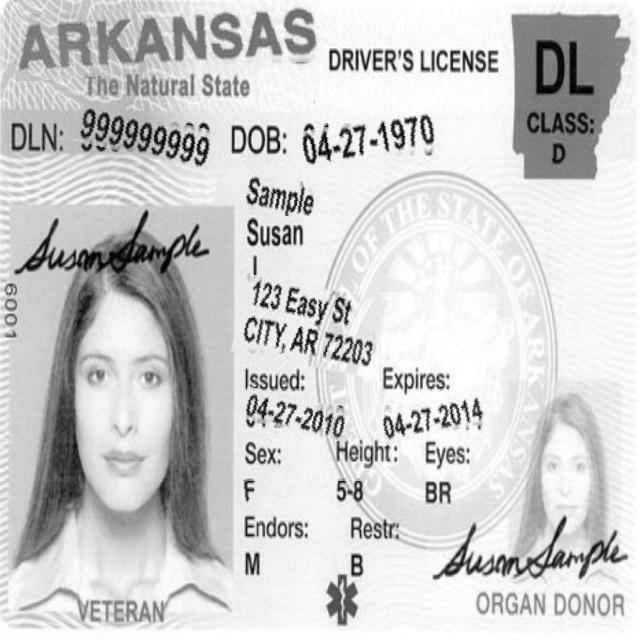 ARKANSAS
The Natural State
DRIVER'S LICENSE
DL
CLASS:
D
DLN: 999999999 DOB: 04-27-1970
Sample
Susan
I
123 Easy St
CITY, AR 72203
Issued: Expires:
04-27-2010 04-27-2014
Sex: Height: Eyes:
F 5-8 BR
Endors: Restr:
M B
Susan Sample
6001
VETERAN
Susan Sample
ORGAN DONOR
OF THE STATE OF ARKANSAS